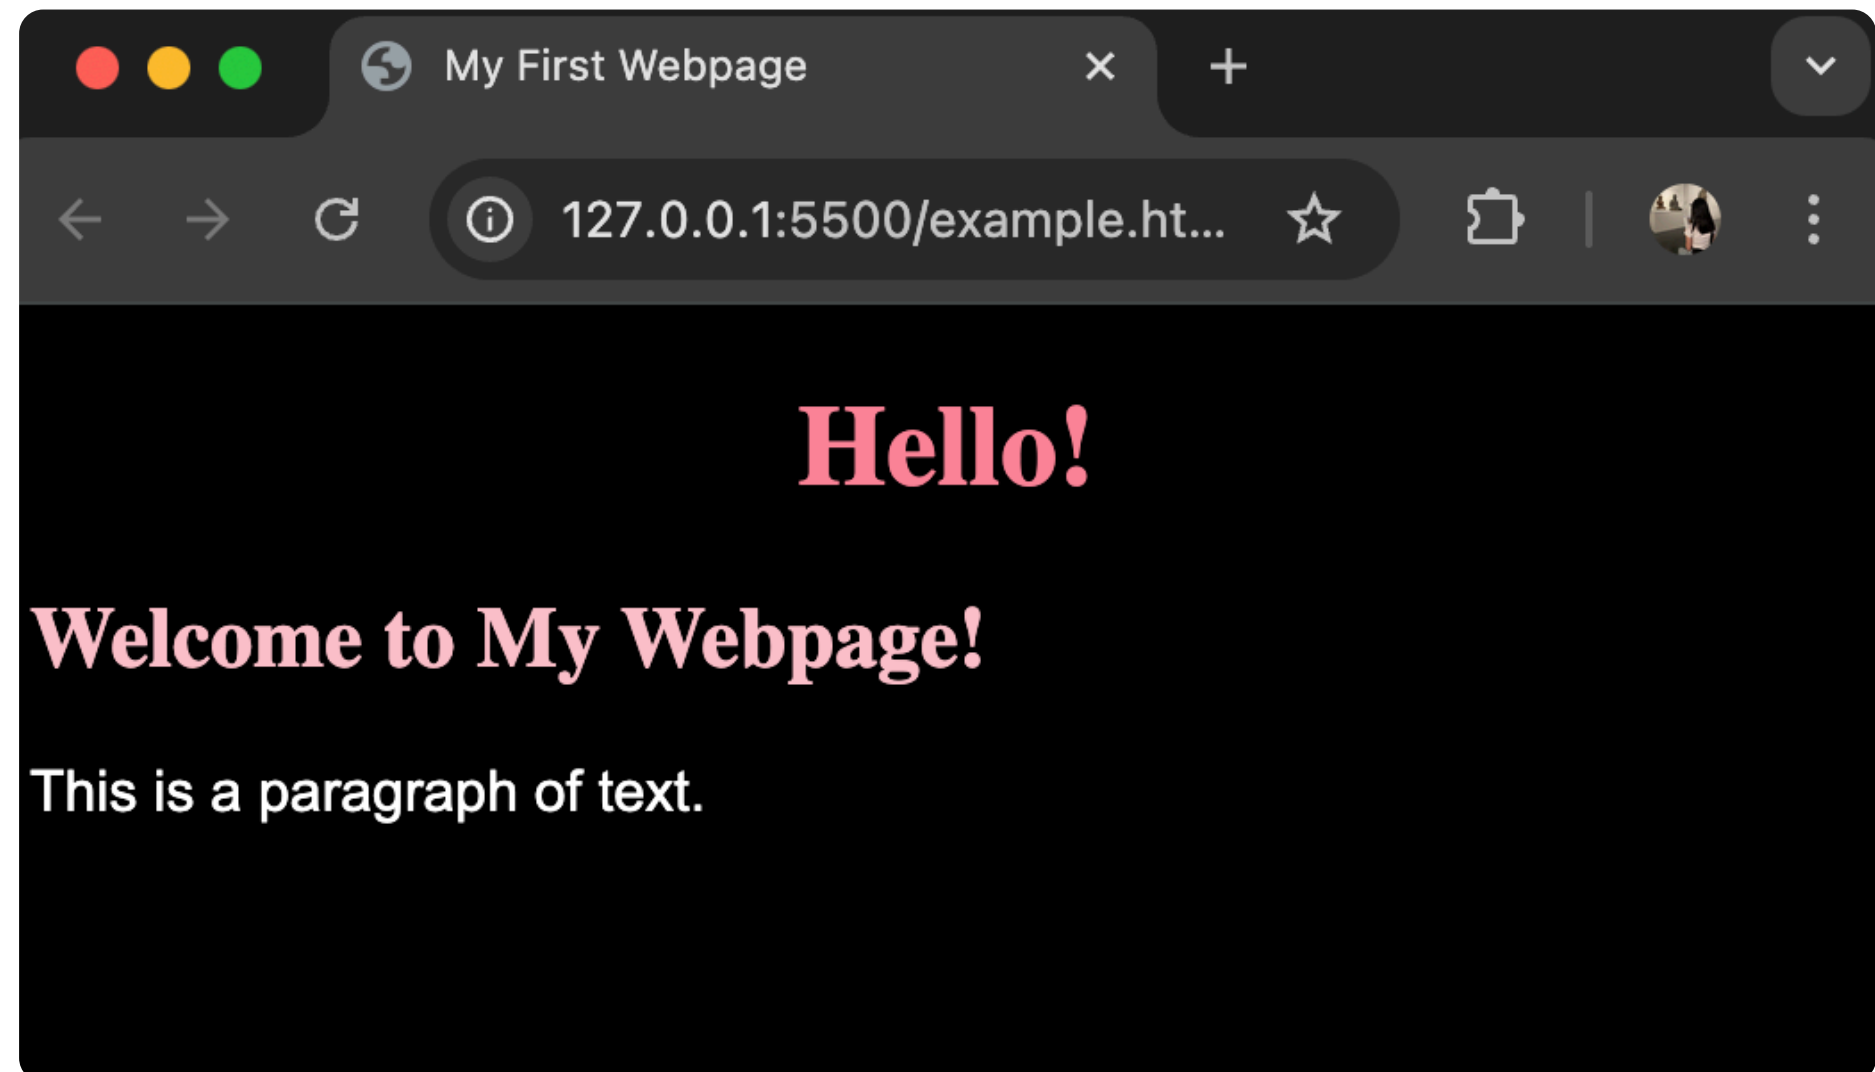 My First Webpage
127.0.0.1:5500/example.ht...
Hello!
Welcome to My Webpage!
This is a paragraph of text.